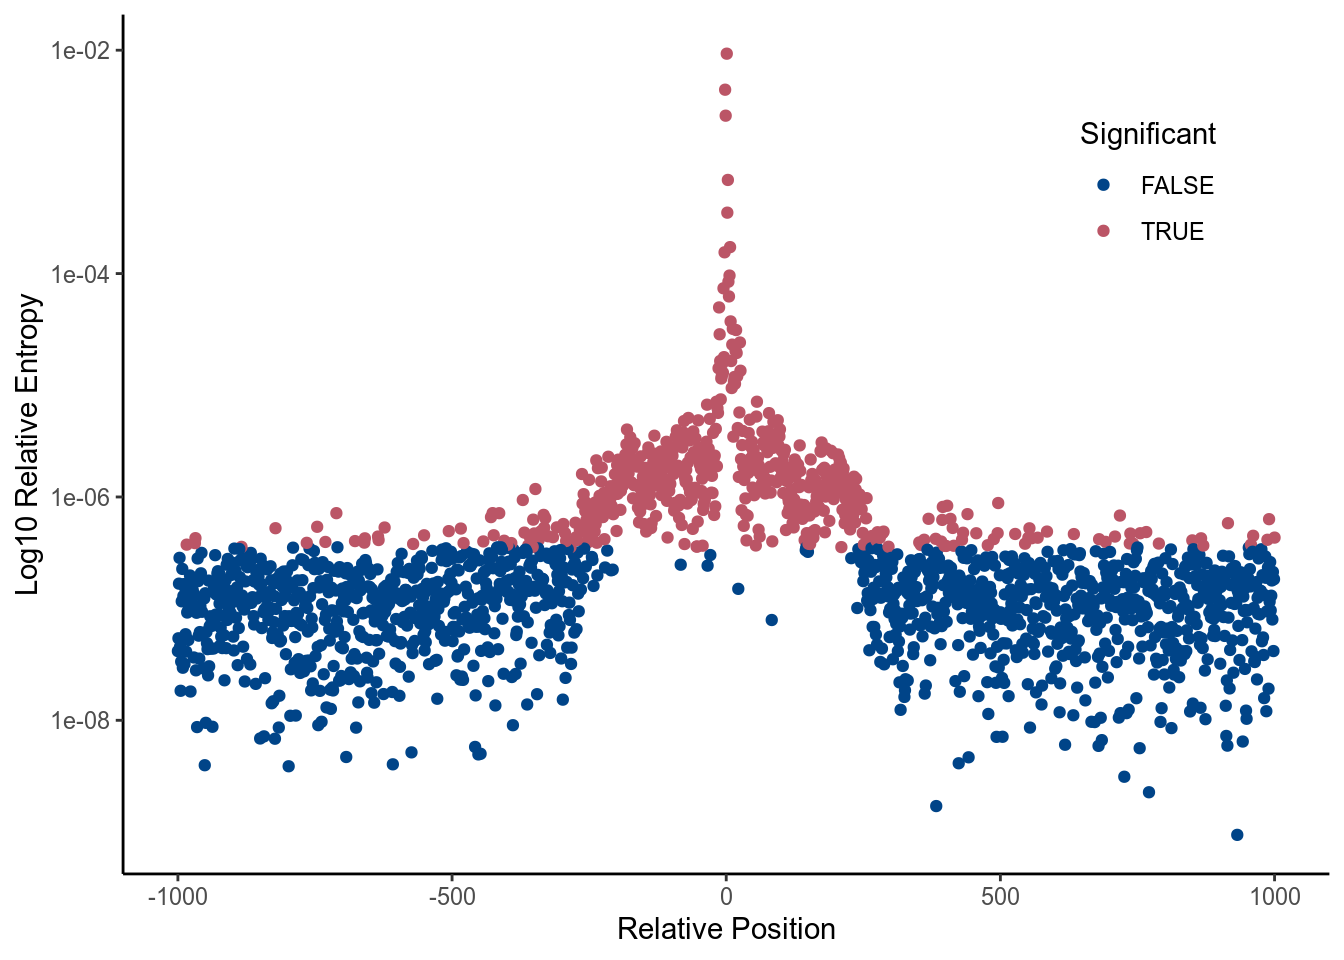 1e-02
1e-04
1e-06
1e-08
Log10 Relative Entropy
Significant
FALSE
TRUE
-1000
-500
0
500
1000
Relative Position